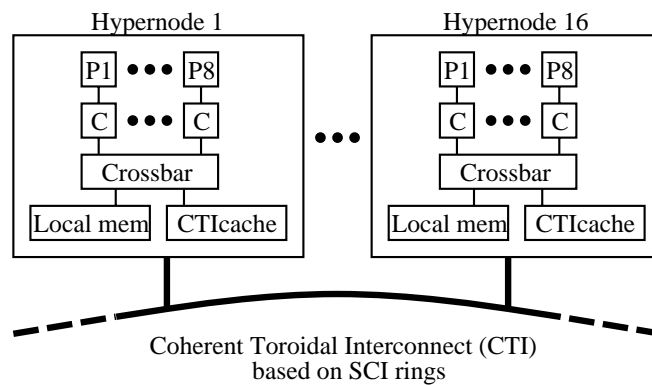 Hypernode 1 Hypernode 16
P1 P8 P1 P8
C C C C
Crossbar Crossbar
Local mem CTIcache Local mem CTIcache
Coherent Toroidal Interconnect (CTI)
based on SCI rings